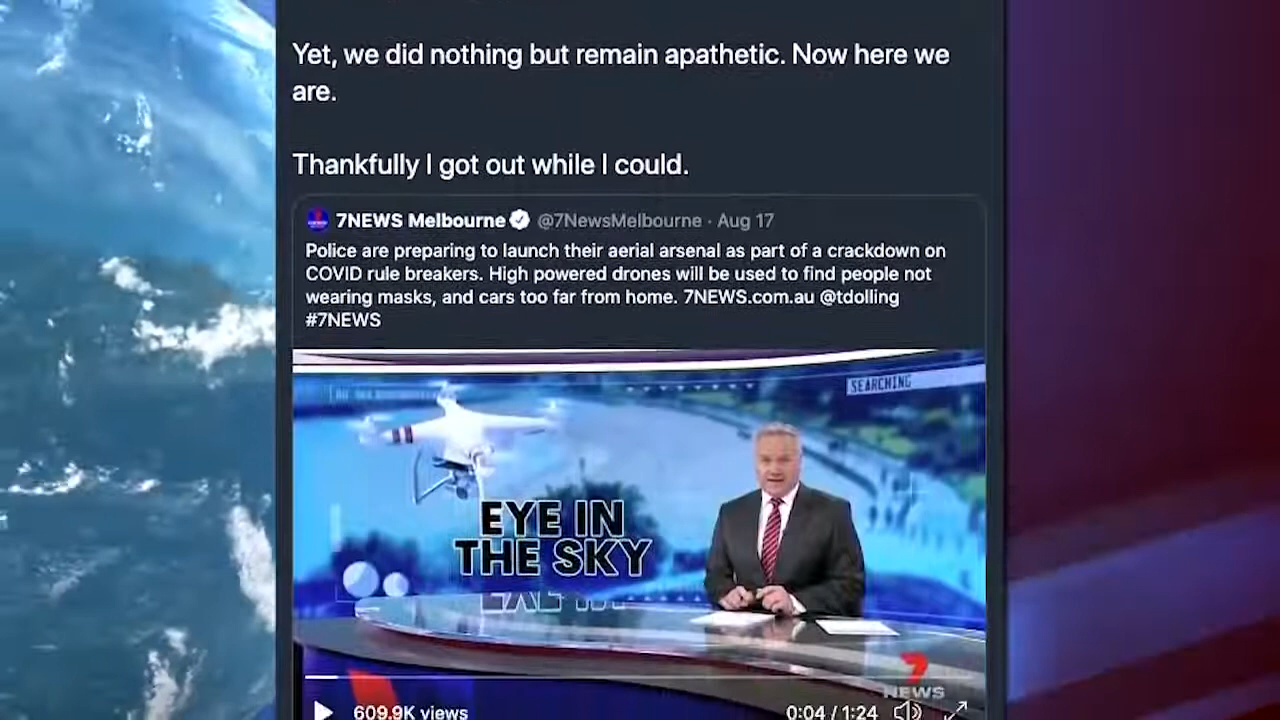 Yet, we did nothing but remain apathetic. Now here we
are.
Thankfully I got out while I could.
7NEWS Melbourne @7NewsMelbourne · Aug 17
Police are preparing to launch their aerial arsenal as part of a crackdown on
COVID rule breakers. High powered drones will be used to find people not
wearing masks, and cars too far from home. 7NEWS.com.au @tdolling
#7NEWS
SEARCHING
EYE IN
THE SKY
7
NEWS
609.9K views
0:04 / 1:24